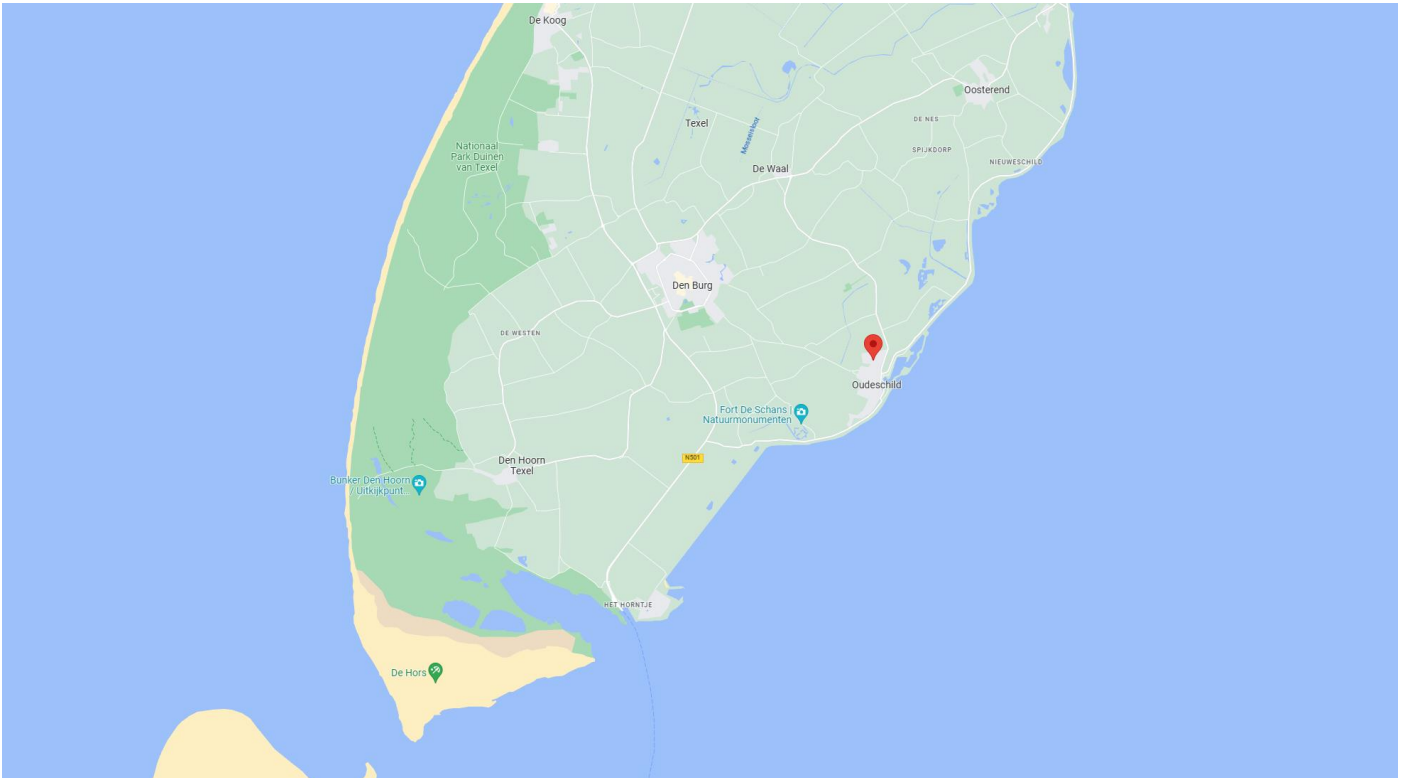 De Koog
Oosterend
DE NES
Texel
Mossensloot
Nationaal
Park Duinen
van Texel
SPIJKDORP
NIEUWESCHILD
De Waal
Den Burg
DE WESTEN
Oudeschild
Fort De Schans |
Natuurmonumenten
N501
Den Hoorn
Texel
Bunker Den Hoorn
/ Uitkijkpunt...
HET HORNTJE
De Hors